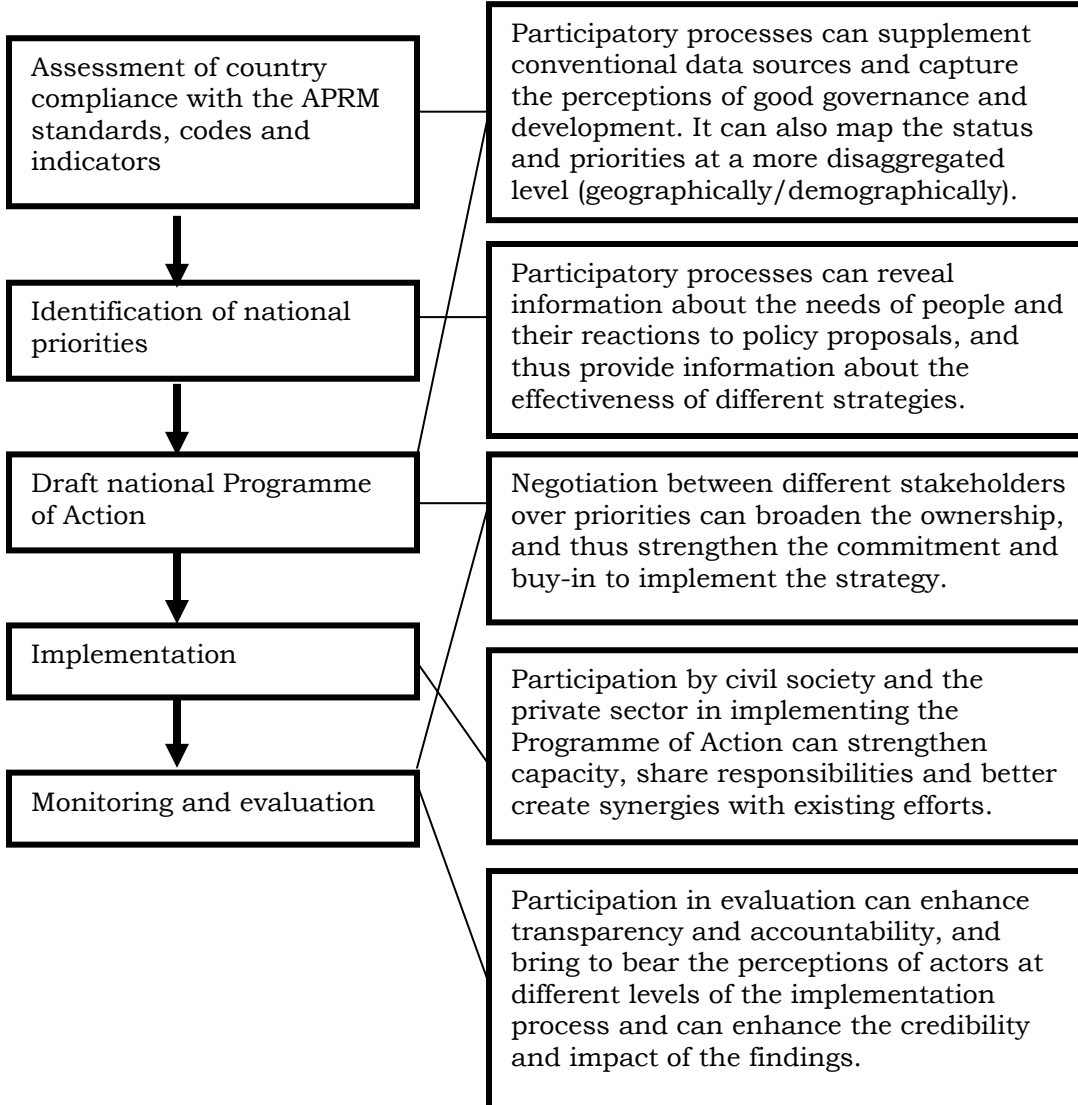 Assessment of country
compliance with the APRM
standards, codes and
indicators
Participatory processes can supplement
conventional data sources and capture
the perceptions of good governance and
development. It can also map the status
and priorities at a more disaggregated
level (geographically/demographically).
Identification of national
priorities
Participatory processes can reveal
information about the needs of people and
their reactions to policy proposals, and
thus provide information about the
effectiveness of different strategies.
Draft national Programme
of Action
Negotiation between different stakeholders
over priorities can broaden the ownership,
and thus strengthen the commitment and
buy-in to implement the strategy.
Implementation
Participation by civil society and the
private sector in implementing the
Programme of Action can strengthen
capacity, share responsibilities and better
create synergies with existing efforts.
Monitoring and evaluation
Participation in evaluation can enhance
transparency and accountability, and
bring to bear the perceptions of actors at
different levels of the implementation
process and can enhance the credibility
and impact of the findings.